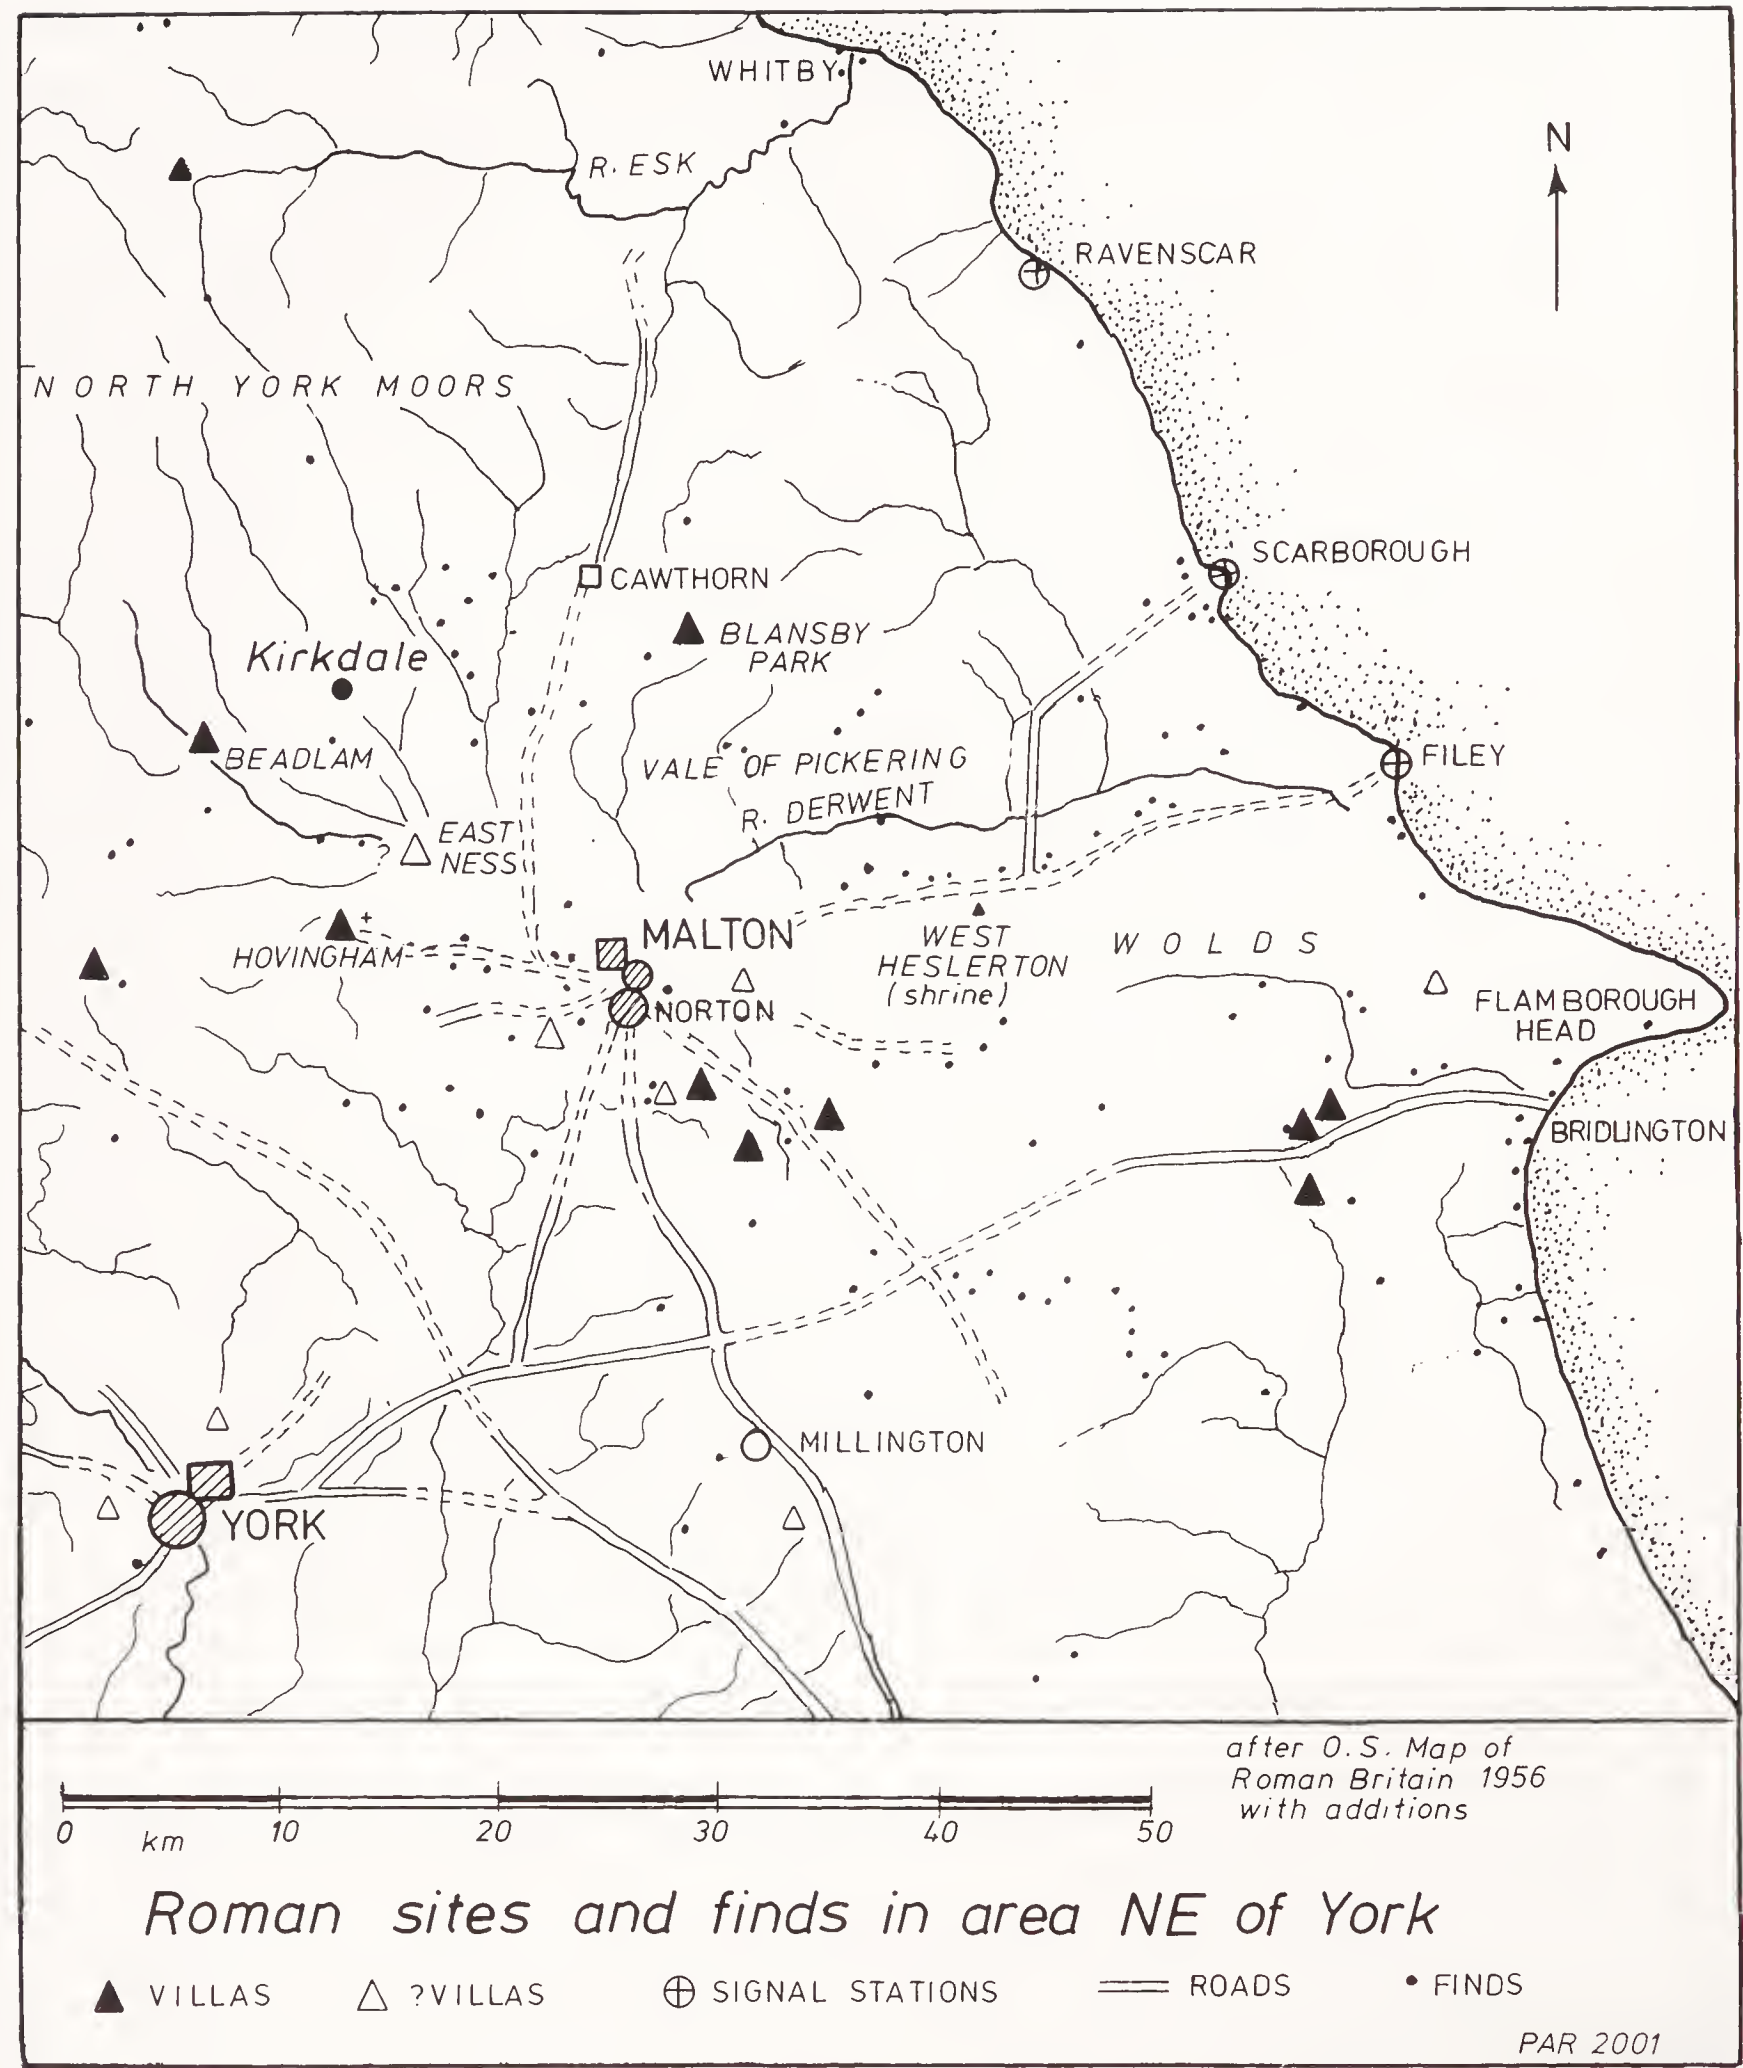 WHITBY
R. ESK
N
RAVENSCAR
NORTH YORK MOORS
SCARBOROUGH
CAWTHORN
BLANSBY
PARK
Kirkdale
BEADLAM
VALE OF PICKERING
R. DERWENT
FILEY
EAST
NESS
?
HOVINGHAM
MALTON
NORTON
WEST
HESLERTON
(shrine)
WOLDS
FLAMBOROUGH
HEAD
BRIDLINGTON
MILLINGTON
YORK
after O.S. Map of
Roman Britain 1956
with additions
0 km 10 20 30 40 50
Roman sites and finds in area NE of York
VILLAS ?VILLAS SIGNAL STATIONS ROADS FINDS
PAR 2001